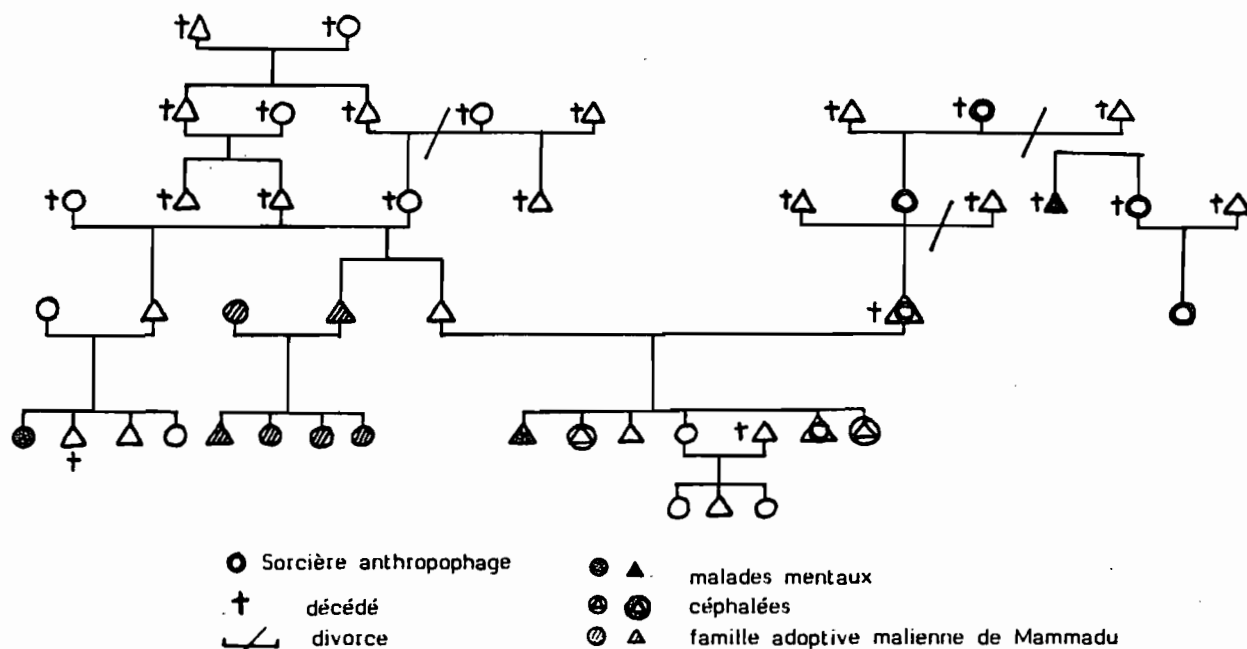 Sorcière anthropophage
décédé
divorce
malades mentaux
céphalées
famille adoptive malienne de Mammadu